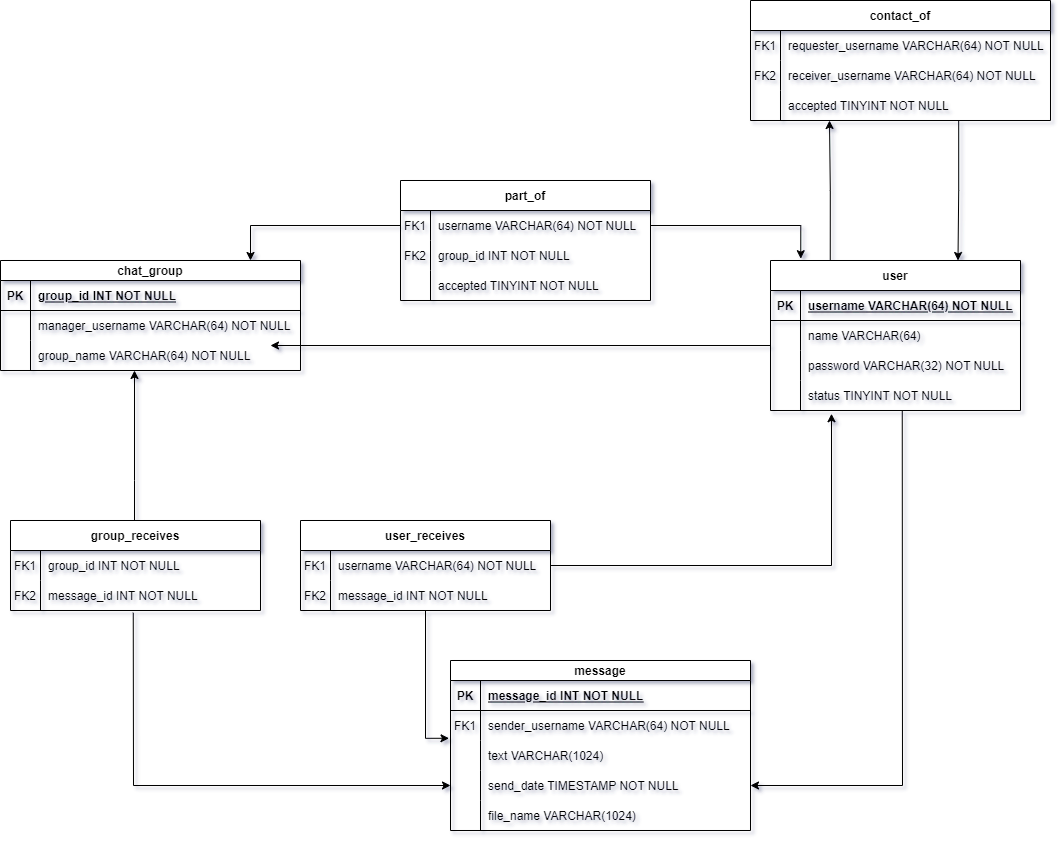 contact_of
FK1 requester_username VARCHAR(64) NOT NULL
FK2 receiver_username VARCHAR(64) NOT NULL
accepted TINYINT NOT NULL
part_of
FK1 username VARCHAR(64) NOT NULL
FK2 group_id INT NOT NULL
accepted TINYINT NOT NULL
chat_group
PK group_id INT NOT NULL
manager_username VARCHAR(64) NOT NULL
group_name VARCHAR(64) NOT NULL
user
PK username VARCHAR(64) NOT NULL
name VARCHAR(64)
password VARCHAR(32) NOT NULL
status TINYINT NOT NULL
group_receives
FK1 group_id INT NOT NULL
FK2 message_id INT NOT NULL
user_receives
FK1 username VARCHAR(64) NOT NULL
FK2 message_id INT NOT NULL
message
PK message_id INT NOT NULL
FK1 sender_username VARCHAR(64) NOT NULL
text VARCHAR(1024)
send_date TIMESTAMP NOT NULL
file_name VARCHAR(1024)